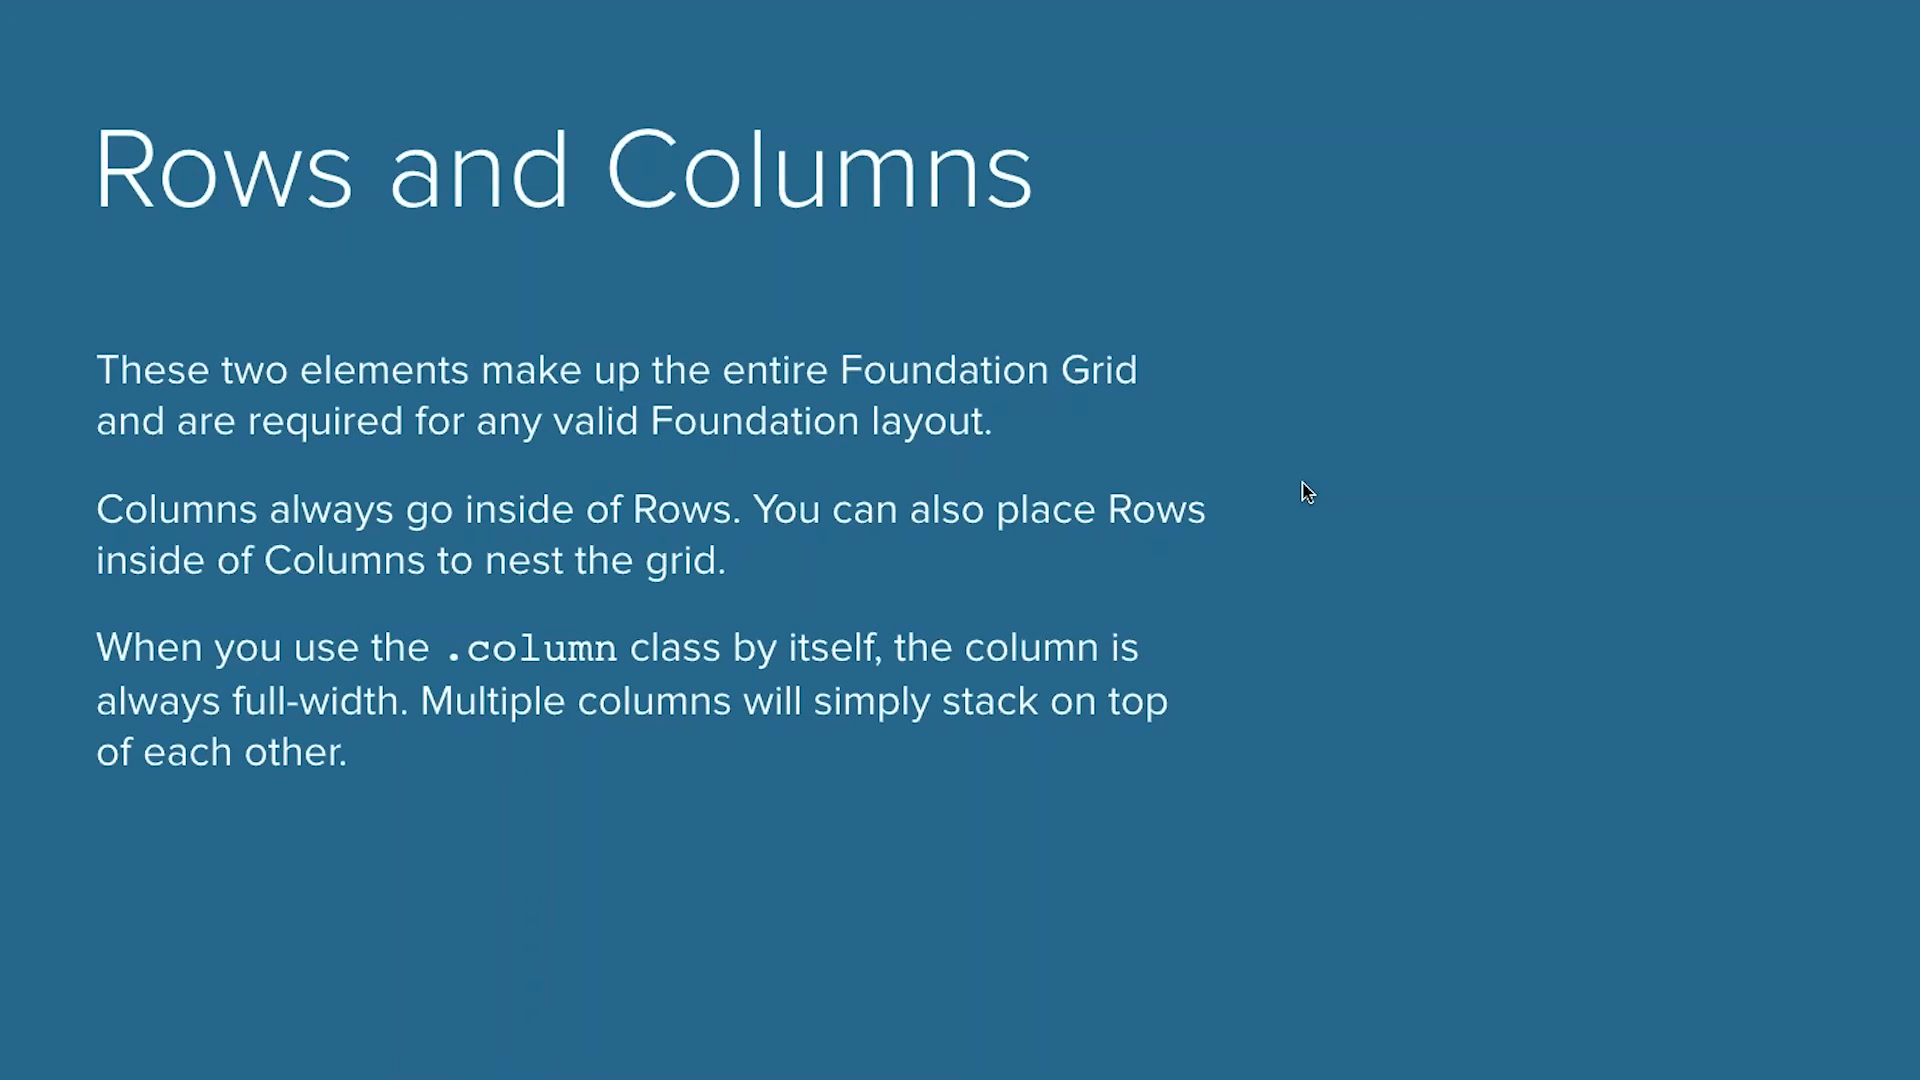 Rows and Columns
These two elements make up the entire Foundation Grid
and are required for any valid Foundation layout.
Columns always go inside of Rows. You can also place Rows
inside of Columns to nest the grid.
When you use the .column class by itself, the column is
always full-width. Multiple columns will simply stack on top
of each other.